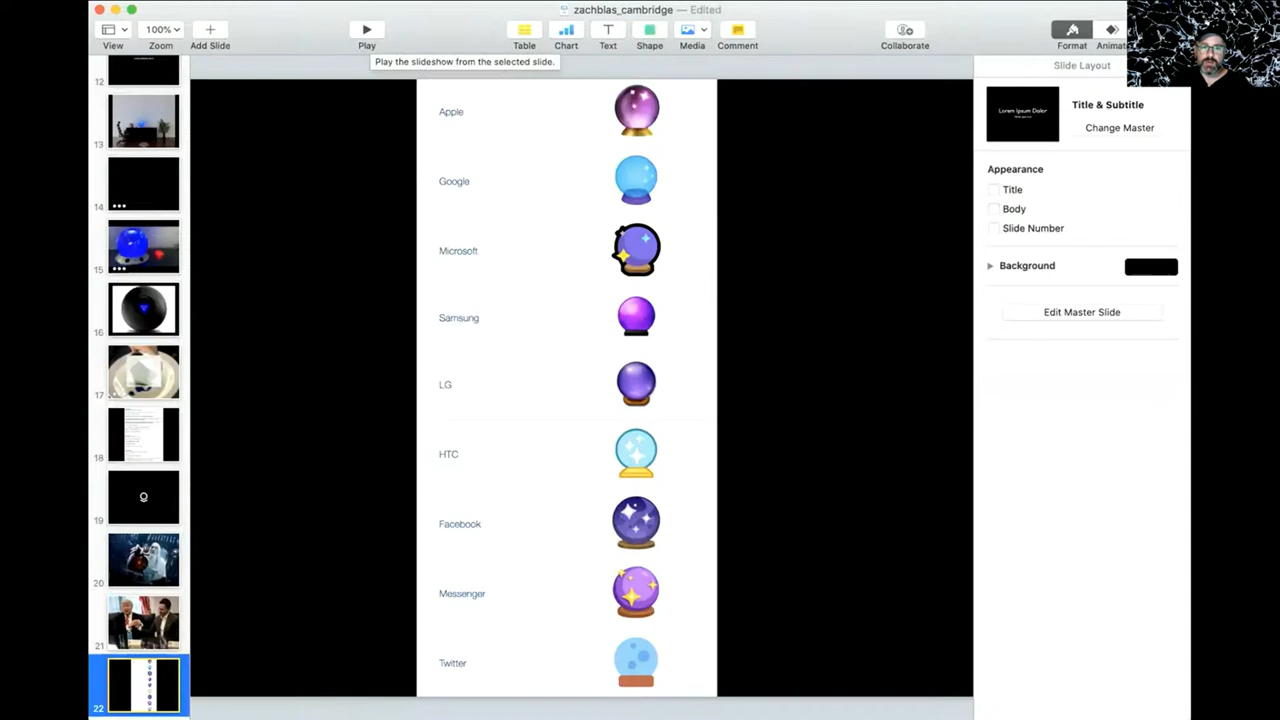 zachblas_cambridge — Edited
100%
View
Zoom
Add Slide
Play
Table
Chart
Text
Shape
Media
Comment
Collaborate
Format
Animat
Play the slideshow from the selected slide.
Slide Layout
Lorem Ipsum Dolor
Title & Subtitle
Change Master
Appearance
Title
Body
Slide Number
Background
Edit Master Slide
12
13
14
15
16
17
18
19
20
21
22
Apple
Google
Microsoft
Samsung
LG
HTC
Facebook
Messenger
Twitter